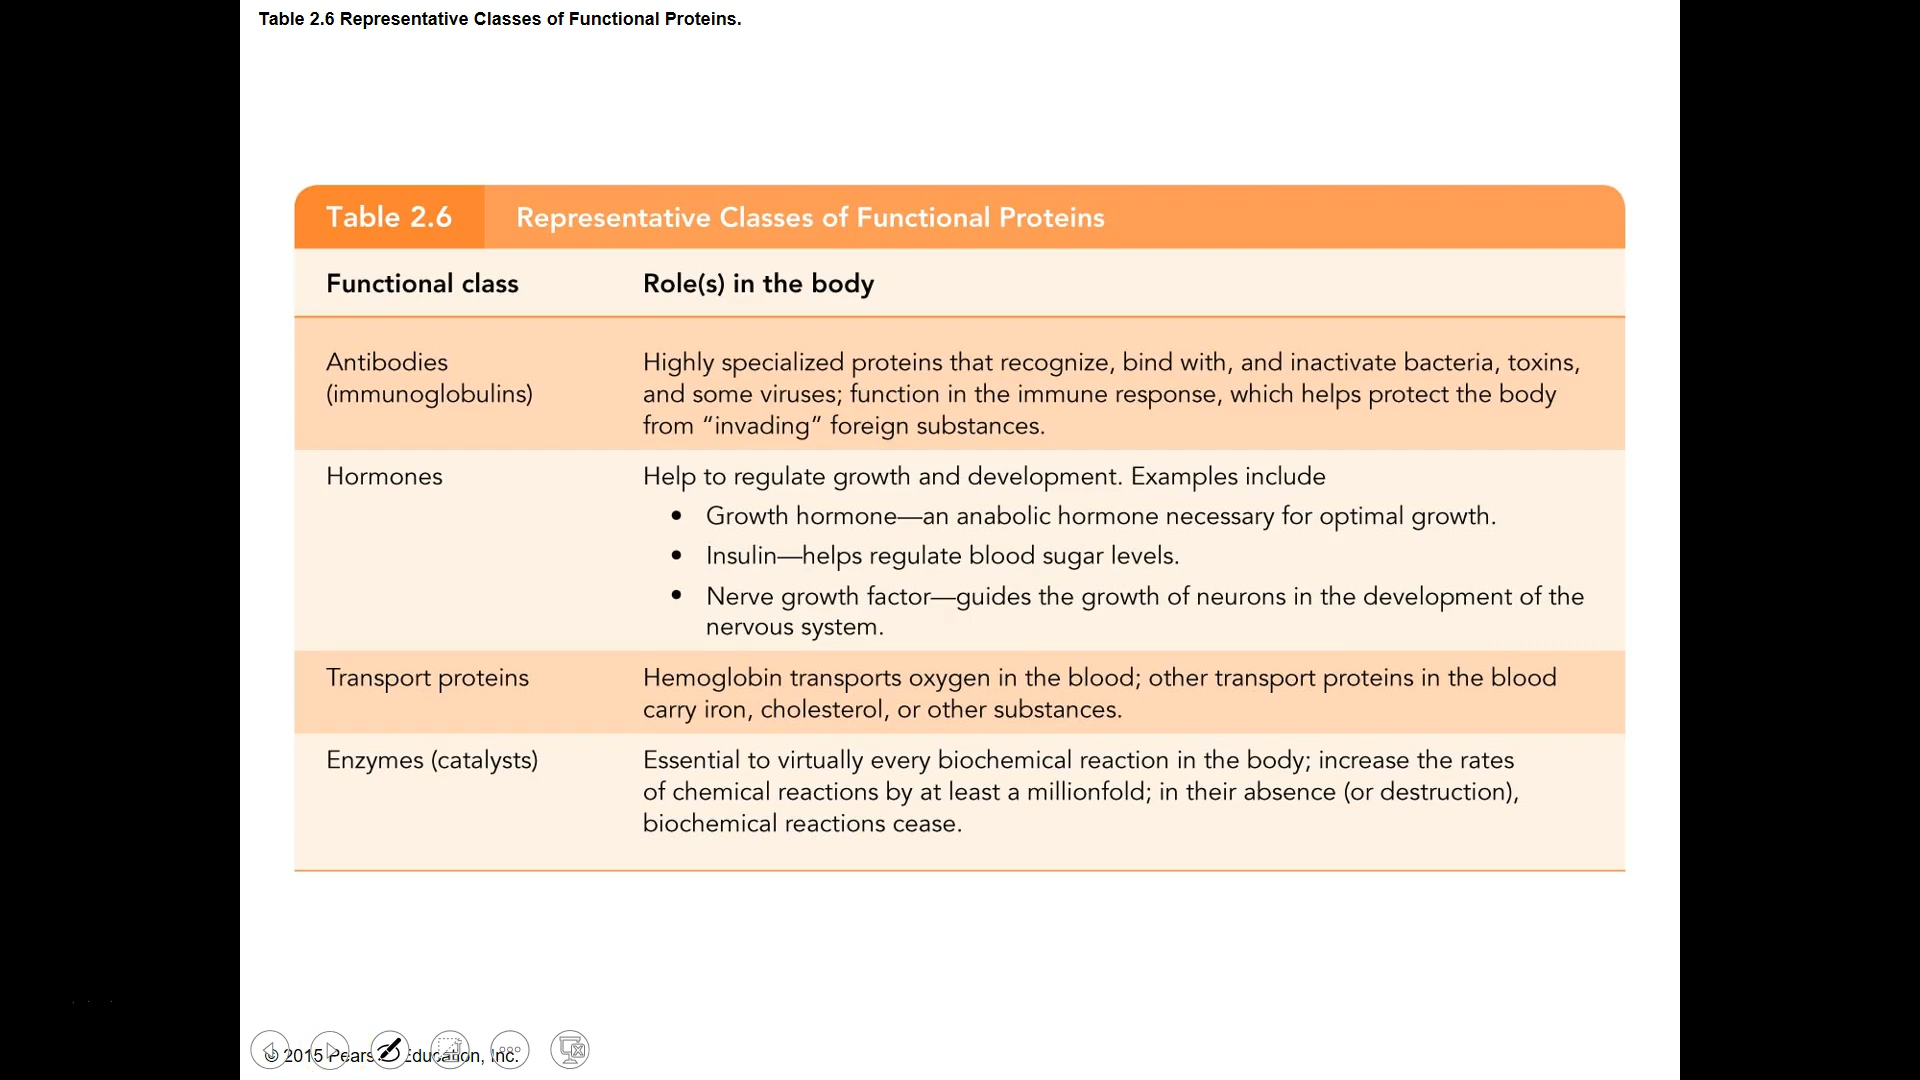 Table 2.6 Representative Classes of Functional Proteins.
Table 2.6 Representative Classes of Functional Proteins
Functional class Role(s) in the body
Antibodies
(immunoglobulins)
Highly specialized proteins that recognize, bind with, and inactivate bacteria, toxins,
and some viruses; function in the immune response, which helps protect the body
from “invading” foreign substances.
Hormones
Help to regulate growth and development. Examples include
• Growth hormone—an anabolic hormone necessary for optimal growth.
• Insulin—helps regulate blood sugar levels.
• Nerve growth factor—guides the growth of neurons in the development of the
nervous system.
Transport proteins
Hemoglobin transports oxygen in the blood; other transport proteins in the blood
carry iron, cholesterol, or other substances.
Enzymes (catalysts)
Essential to virtually every biochemical reaction in the body; increase the rates
of chemical reactions by at least a millionfold; in their absence (or destruction),
biochemical reactions cease.
© 2015 Pearson Education, Inc.